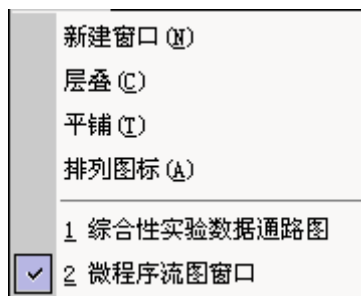 新建窗口(N)
层叠(C)
平铺(T)
排列图标(A)
1 综合性实验数据通路图
2 微程序流图窗口